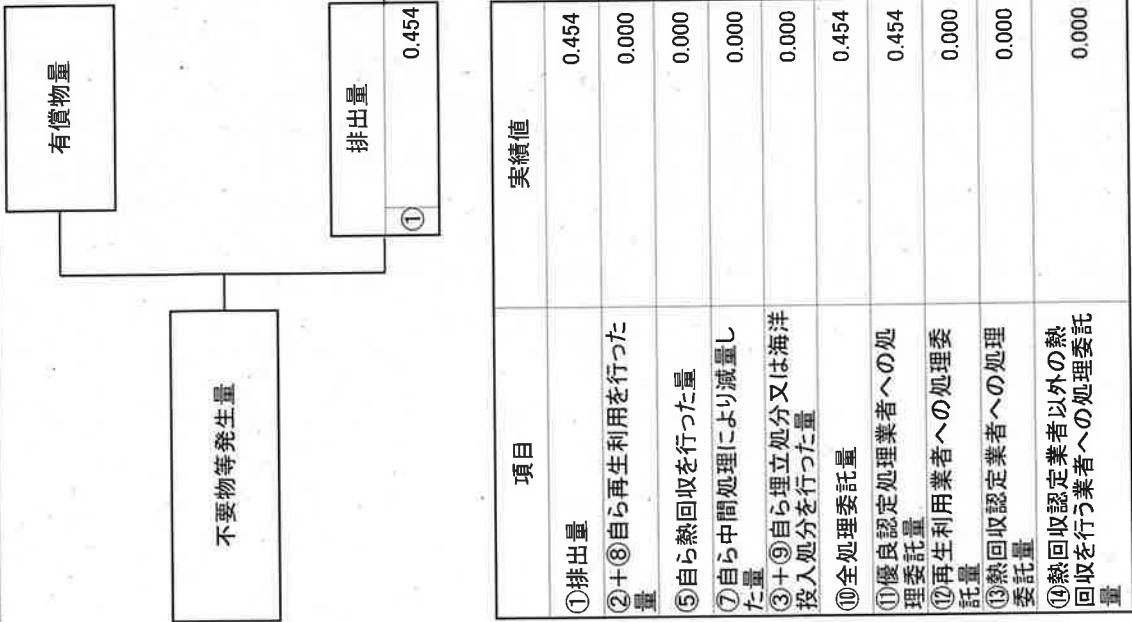 有償物量
不要物等発生量
排出量
① 0.454
項目 実績値
①排出量 0.454
②+⑧自ら再生利用を行った
量 0.000
⑤自ら熱回収を行った量 0.000
⑦自ら中間処理により減量し
た量 0.000
③+⑨自ら埋立処分又は海洋
投入処分を行った量 0.000
⑩全処理委託量 0.454
⑪優良認定処理業者への処
理委託量 0.454
⑫再生利用業者への処理委
託量 0.000
⑬熱回収認定業者への処理
委託量 0.000
⑭熱回収認定業者以外の熱
回収を行う業者への処理委託
量 0.000